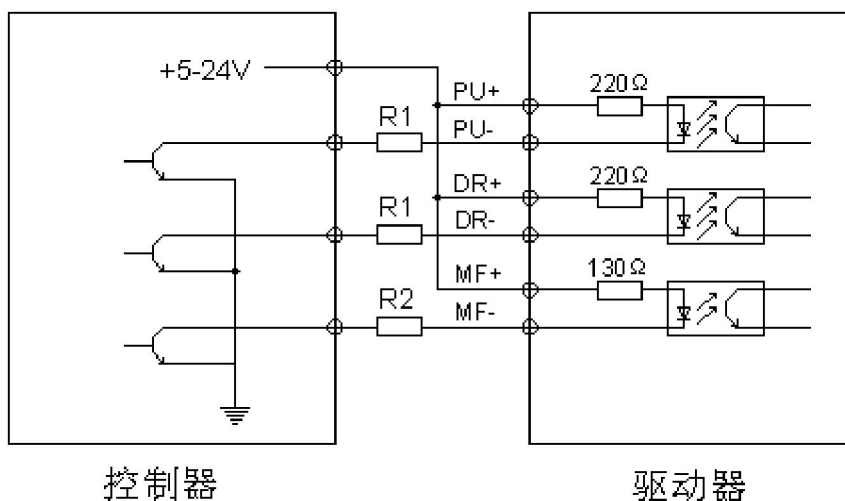 +5-24V
PU+
220Ω
R1
PU-
DR+
220Ω
R1
DR-
MF+
130Ω
R2
MF-
控制器
驱动器